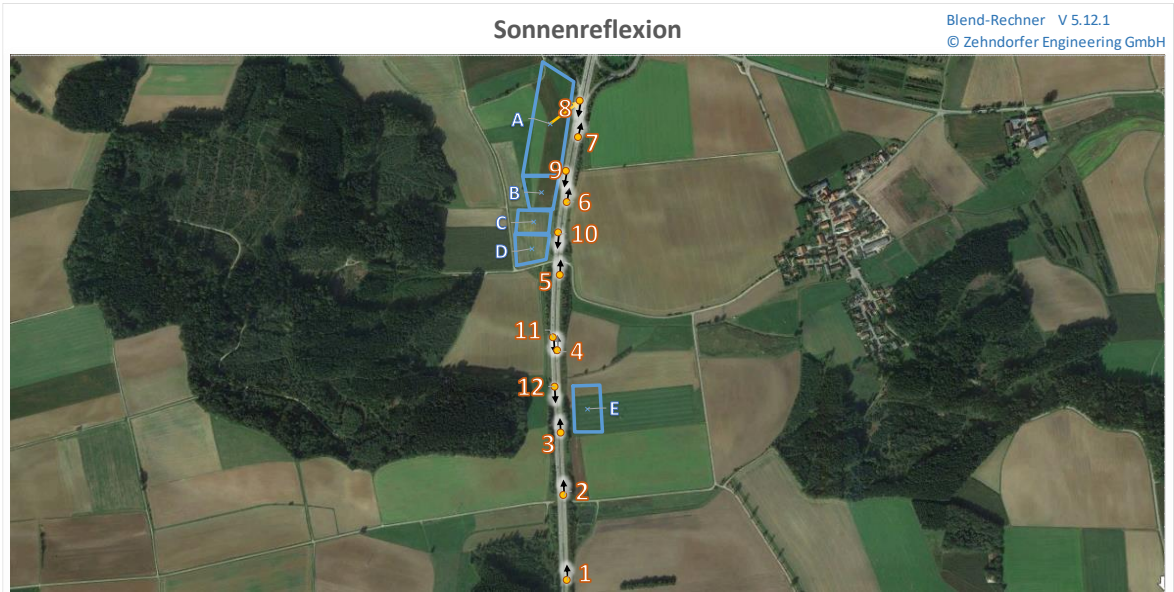 Sonnenreflexion
Blend-Rechner V 5.12.1
© Zehndorfer Engineering GmbH
8
A
7
9
B
6
C
10
D
5
11
4
12
E
3
2
1